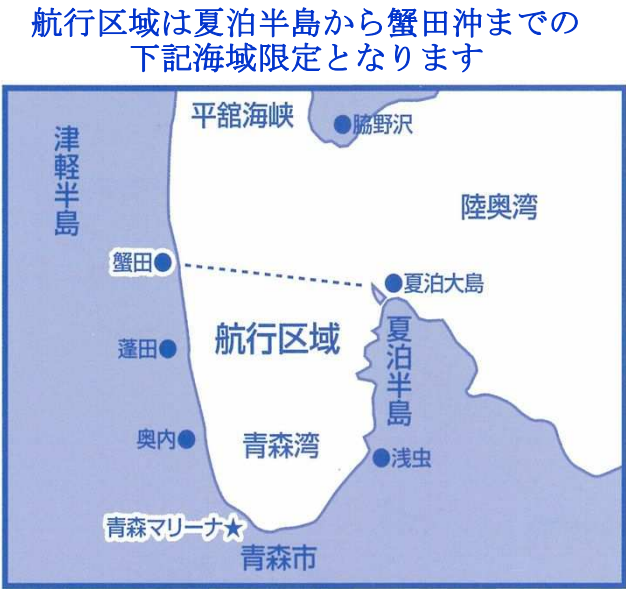 航行区域は夏泊半島から蟹田沖までの
下記海域限定となります
平舘海峡
脇野沢
津軽半島
陸奥湾
蟹田
夏泊大島
航行区域
夏泊半島
蓬田
奥内
青森湾
浅虫
青森マリーナ★
青森市